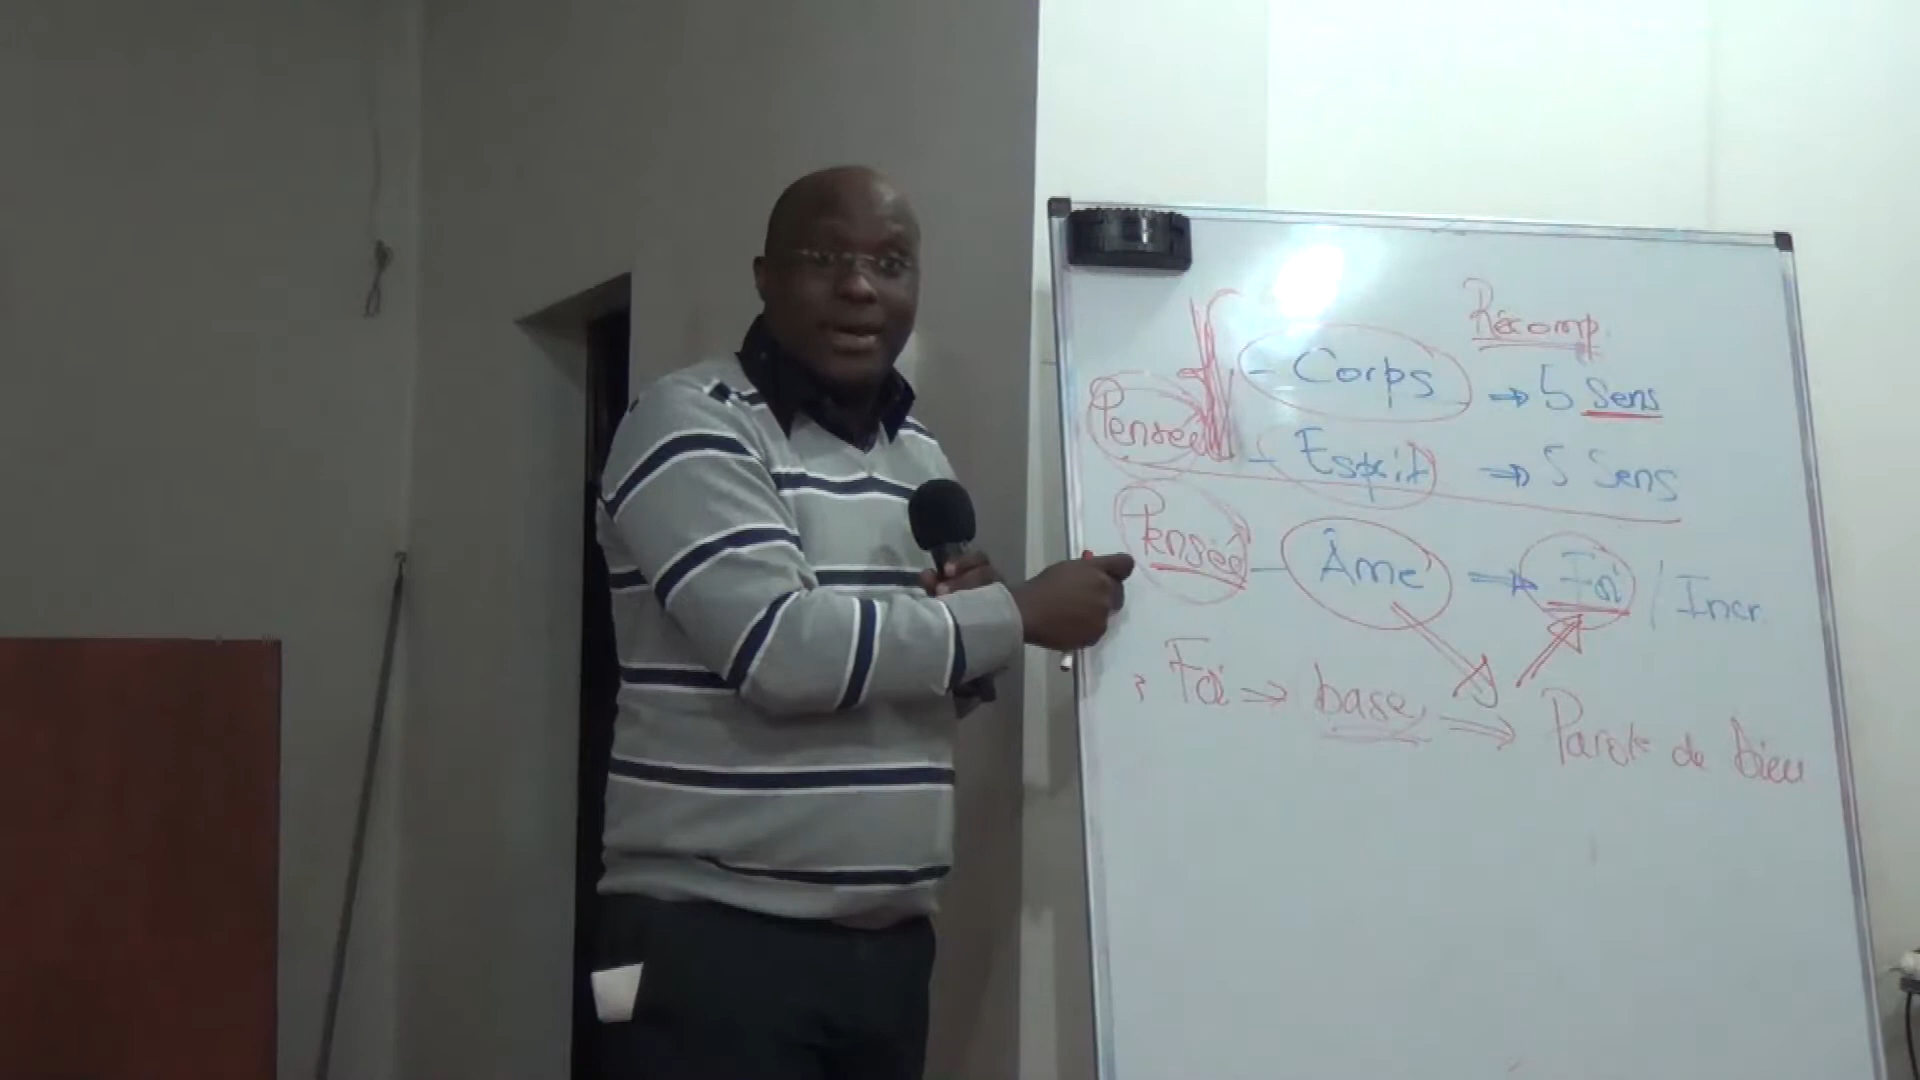 Récomp.
- Corps → 5 Sens
Pensée
- Esprit → 5 Sens
Pensée - Âme → Foi / Incr.
Foi ⇒ base ⇒ Parole de Dieu